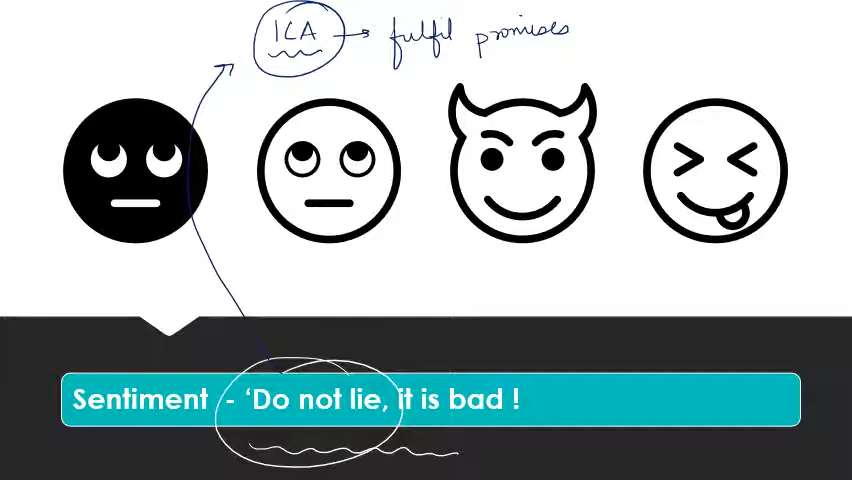 ICA → fulfil promises
Sentiment - ‘Do not lie, it is bad !